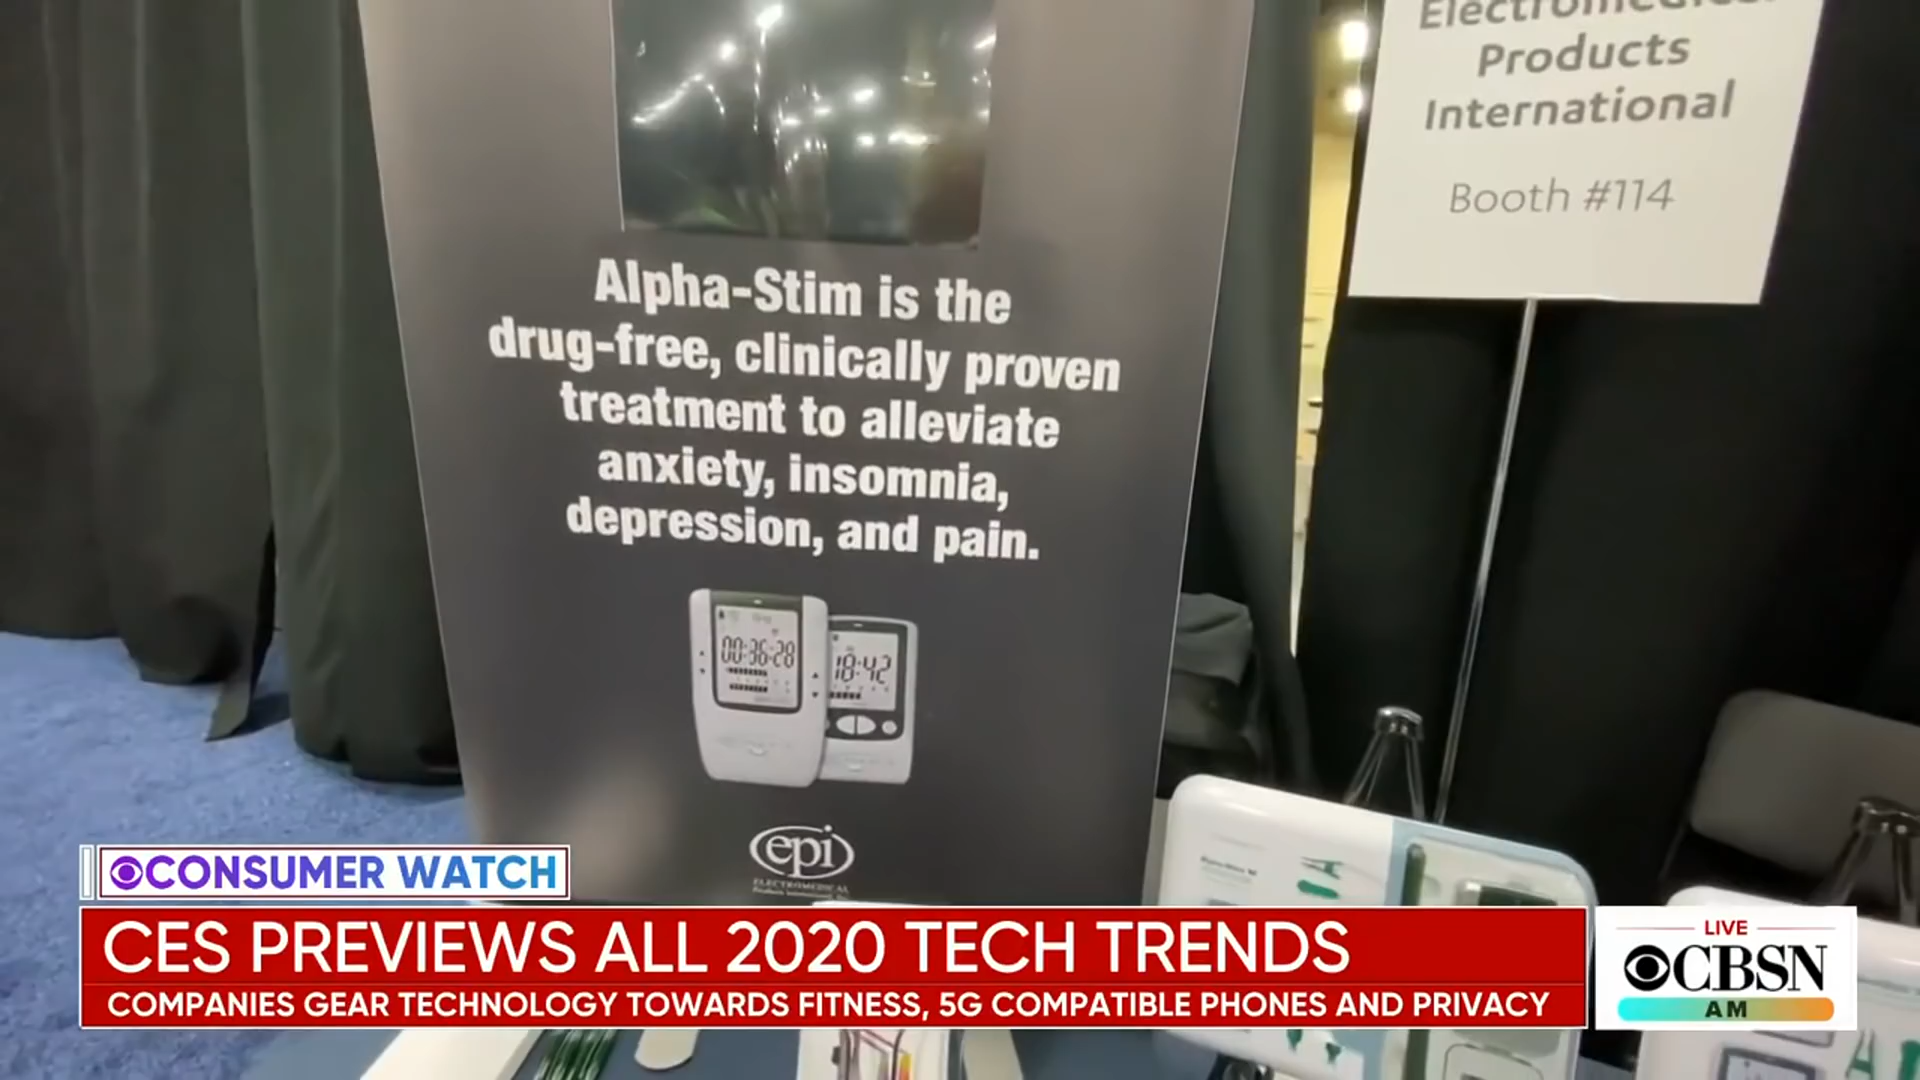 Electromedical
Products
International
Booth #114
Alpha-Stim is the
drug-free, clinically proven
treatment to alleviate
anxiety, insomnia,
depression, and pain.
00:36:28
18:42
epi
ELECTROMEDICAL
CONSUMER WATCH
CES PREVIEWS ALL 2020 TECH TRENDS
COMPANIES GEAR TECHNOLOGY TOWARDS FITNESS, 5G COMPATIBLE PHONES AND PRIVACY
LIVE
CBSN
AM